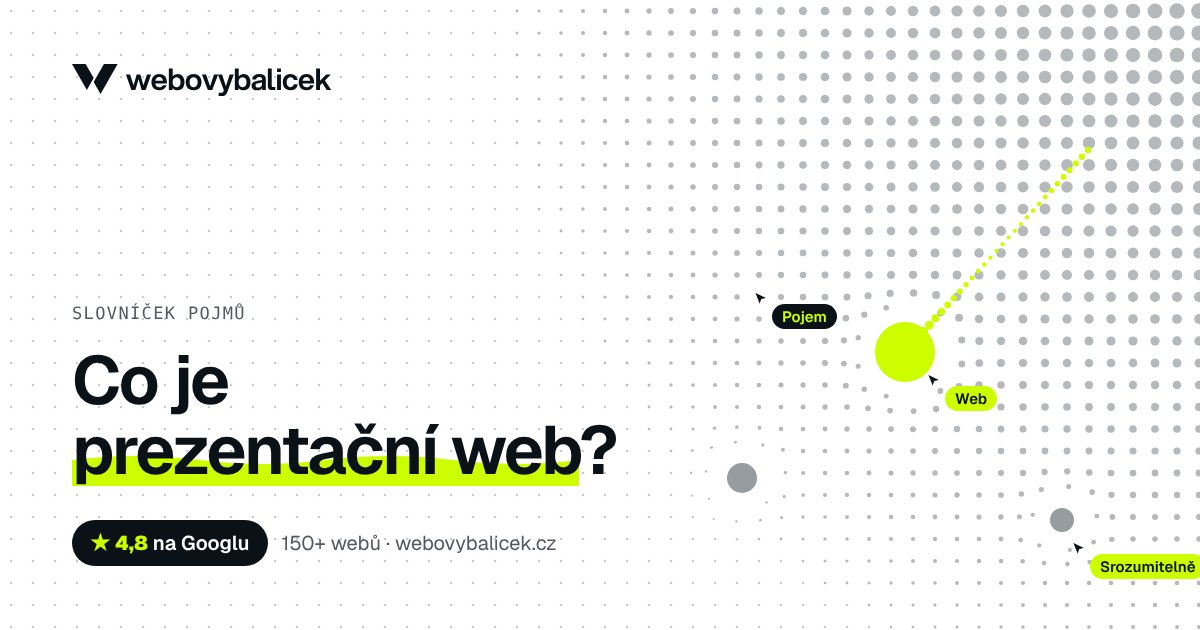 webovybalicek
SLOVNÍČEK POJMŮ
Co je
prezentační web?
★ 4,8 na Googlu
150+ webů · webovybalicek.cz
Pojem
Web
Srozumitelně